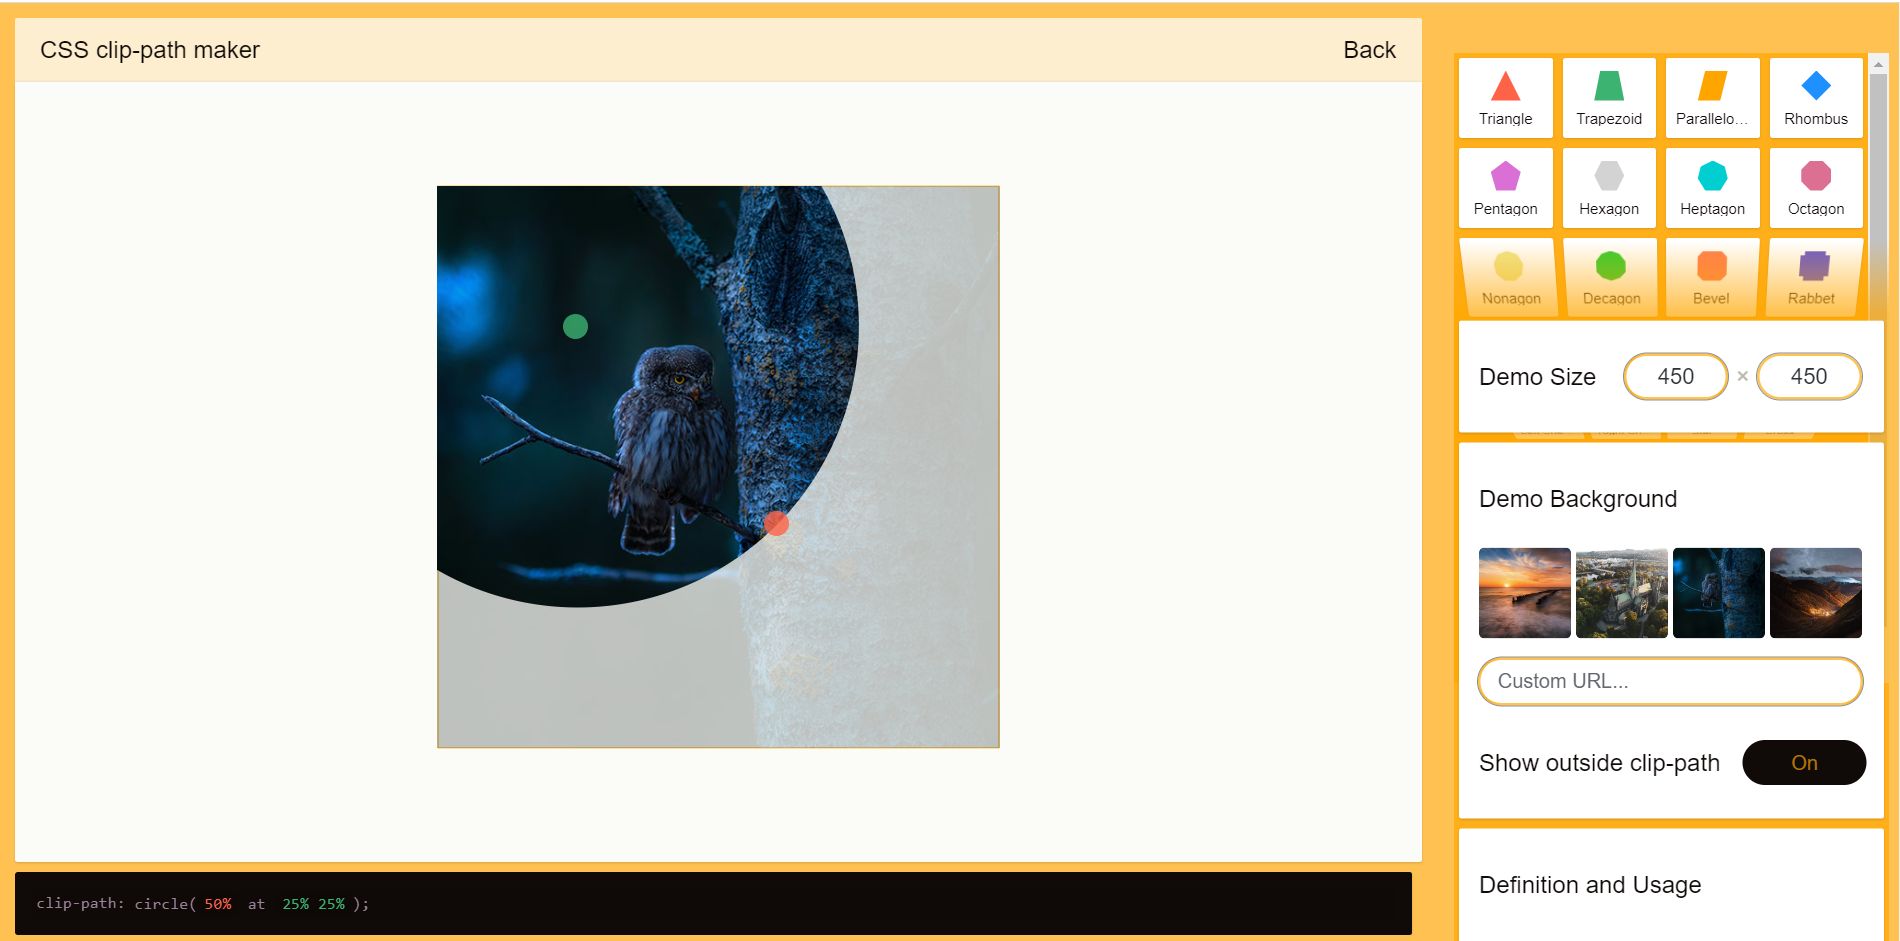 CSS clip-path maker
Back
Triangle
Trapezoid
Parallelo...
Rhombus
Pentagon
Hexagon
Heptagon
Octagon
Nonagon
Decagon
Bevel
Rabbet
Demo Size
450 × 450
Demo Background
Custom URL...
Show outside clip-path
On
Definition and Usage
clip-path: circle( 50% at 25% 25% );